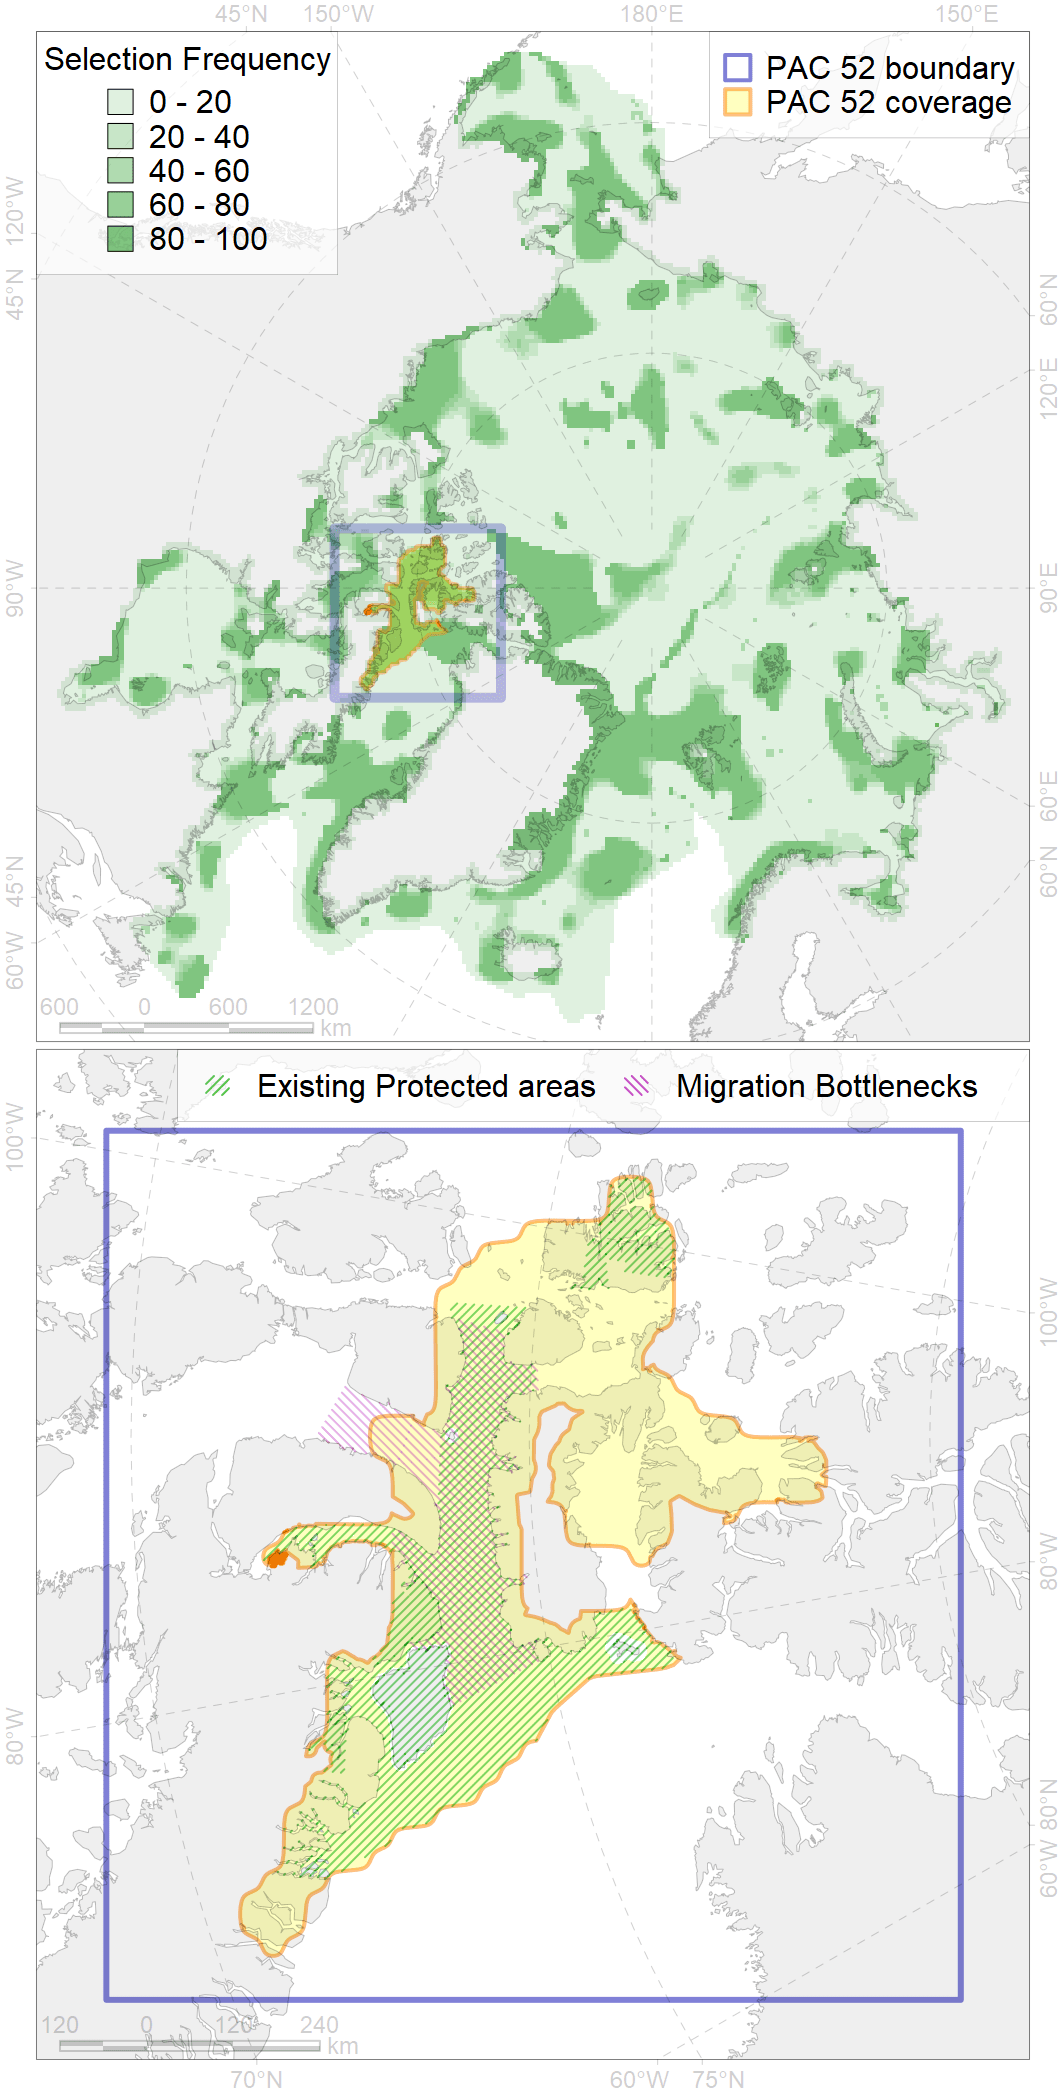 45°N 150°W 180°E 150°E
Selection Frequency
0 - 20
20 - 40
40 - 60
60 - 80
80 - 100
PAC 52 boundary
PAC 52 coverage
120°W
45°N
90°W
45°N
60°W
60°N
120°E
90°E
60°E
60°N
600 0 600 1200 km
Existing Protected areas Migration Bottlenecks
100°W
80°W
100°W
80°W
80°N
60°W
120 0 120 240 km
70°N 60°W 75°N